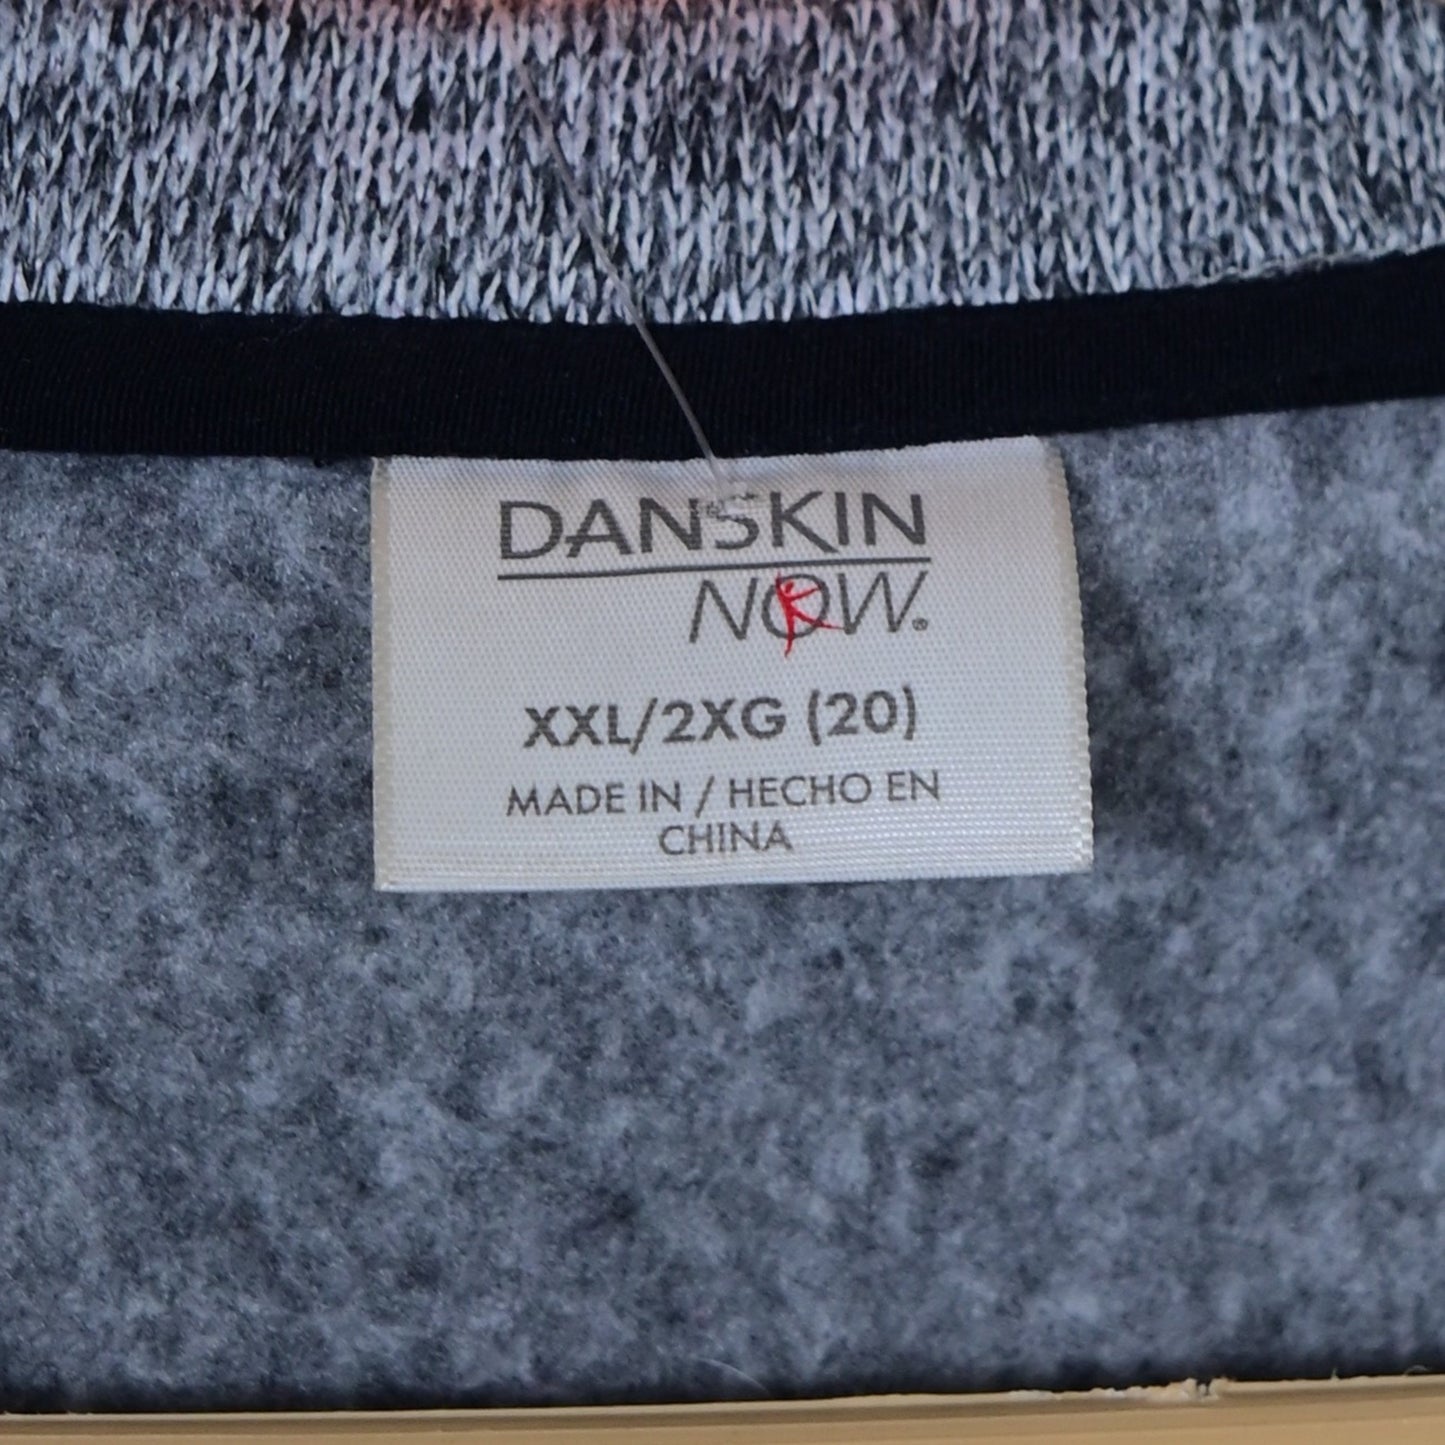 DANSKIN
NOW®
XXL/2XG (20)
MADE IN / HECHO EN
CHINA